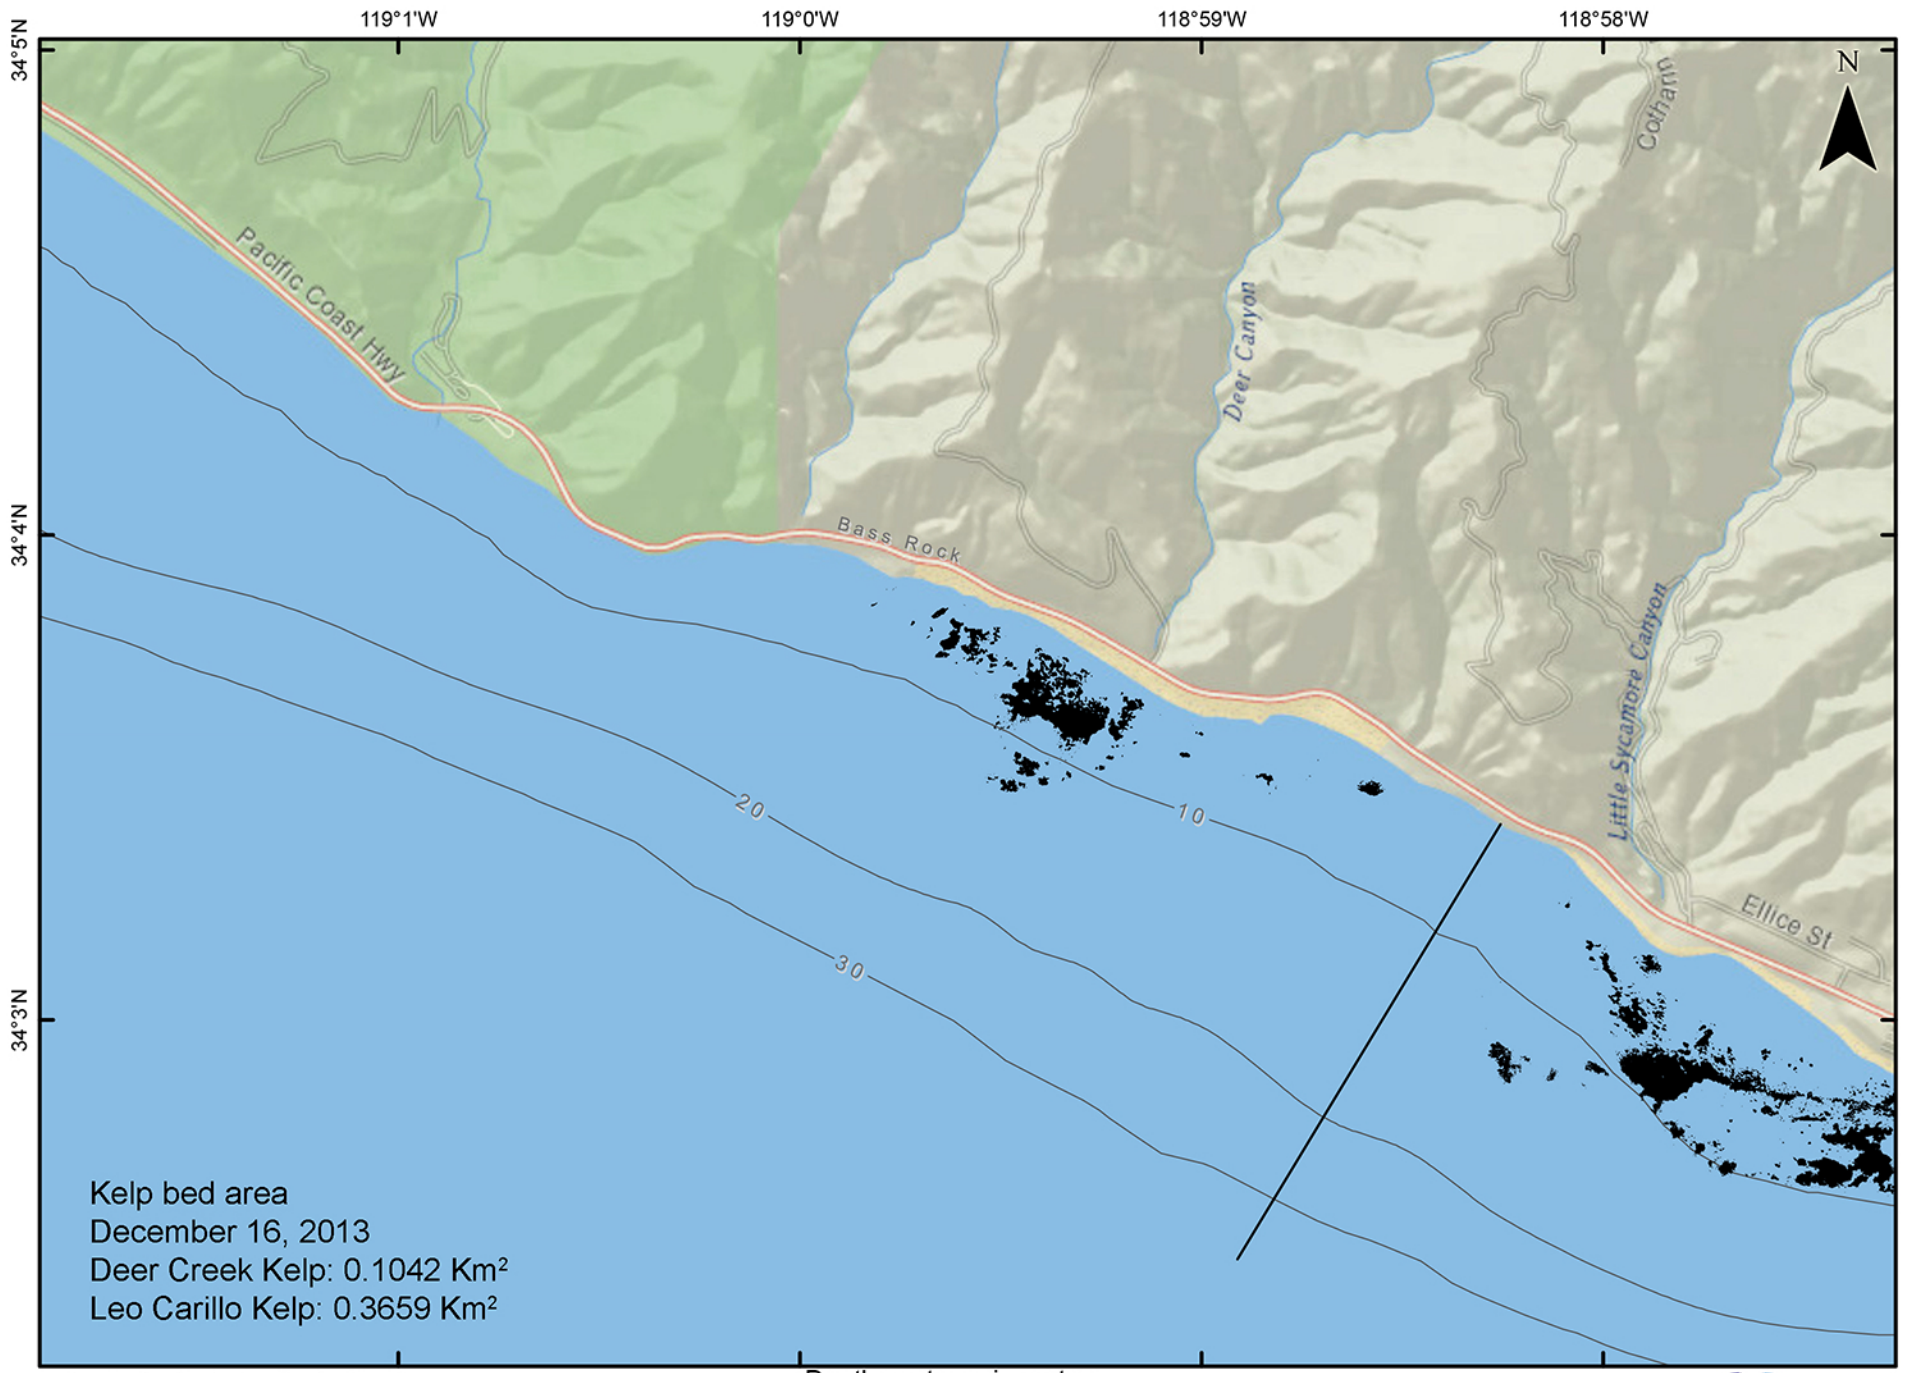 119°1'W
119°0'W
118°59'W
118°58'W
34°5'N
34°4'N
34°3'N
N
Cothari
Pacific Coast Hwy
Deer Canyon
Bass Rock
Little Sycamore Canyon
20
10
Ellice St
30
Kelp bed area
December 16, 2013
Deer Creek Kelp: 0.1042 Km²
Leo Carillo Kelp: 0.3659 Km²